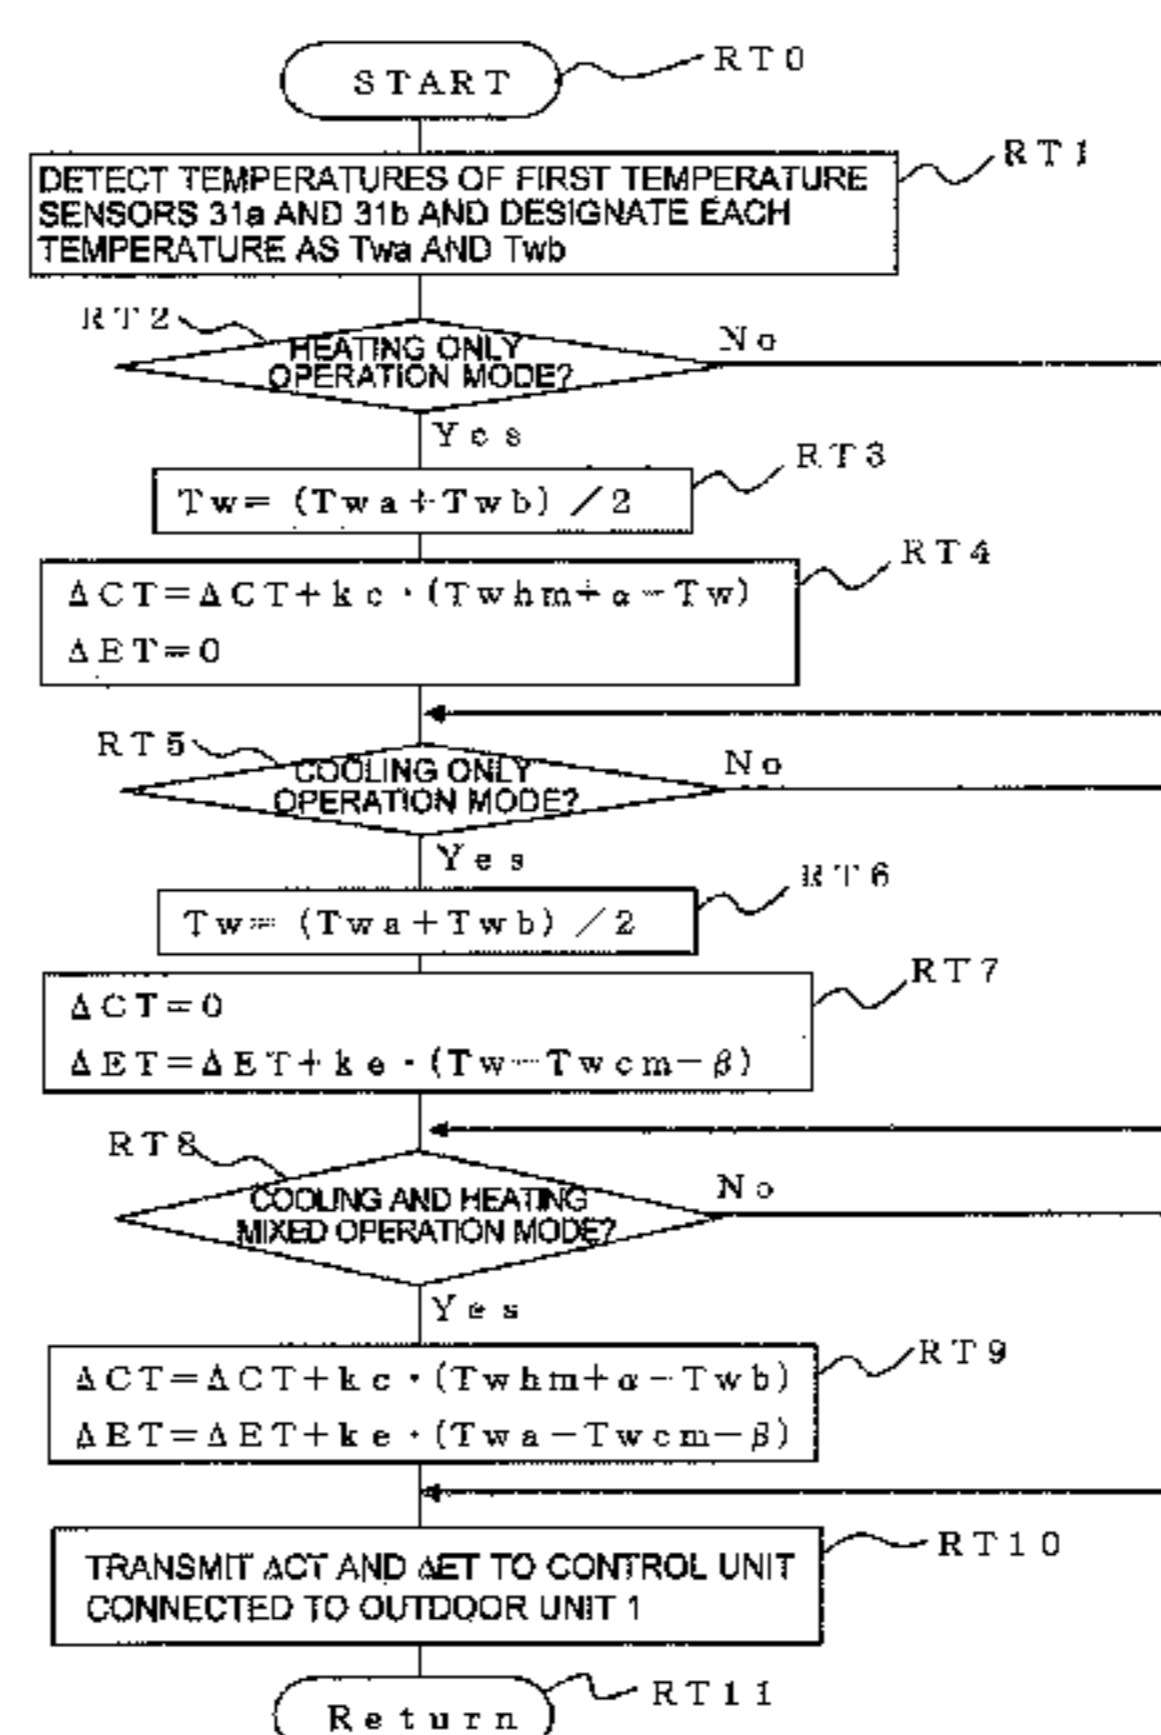 START
RT0
RT1
DETECT TEMPERATURES OF FIRST TEMPERATURE
SENSORS 31a AND 31b AND DESIGNATE EACH
TEMPERATURE AS Twa AND Twb
RT2
HEATING ONLY
OPERATION MODE?
No
Yes
RT3
Tw=(Twa+Twb)/2
RT4
ΔCT=ΔCT+kc·(Twhm+α-Tw)
ΔET=0
RT5
COOLING ONLY
OPERATION MODE?
No
Yes
RT6
Tw=(Twa+Twb)/2
RT7
ΔCT=0
ΔET=ΔET+ke·(Tw-Twcm-β)
RT8
COOLING AND HEATING
MIXED OPERATION MODE?
No
Yes
RT9
ΔCT=ΔCT+kc·(Twhm+α-Twb)
ΔET=ΔET+ke·(Twa-Twcm-β)
RT10
TRANSMIT ΔCT AND ΔET TO CONTROL UNIT
CONNECTED TO OUTDOOR UNIT 1
RT11
Return